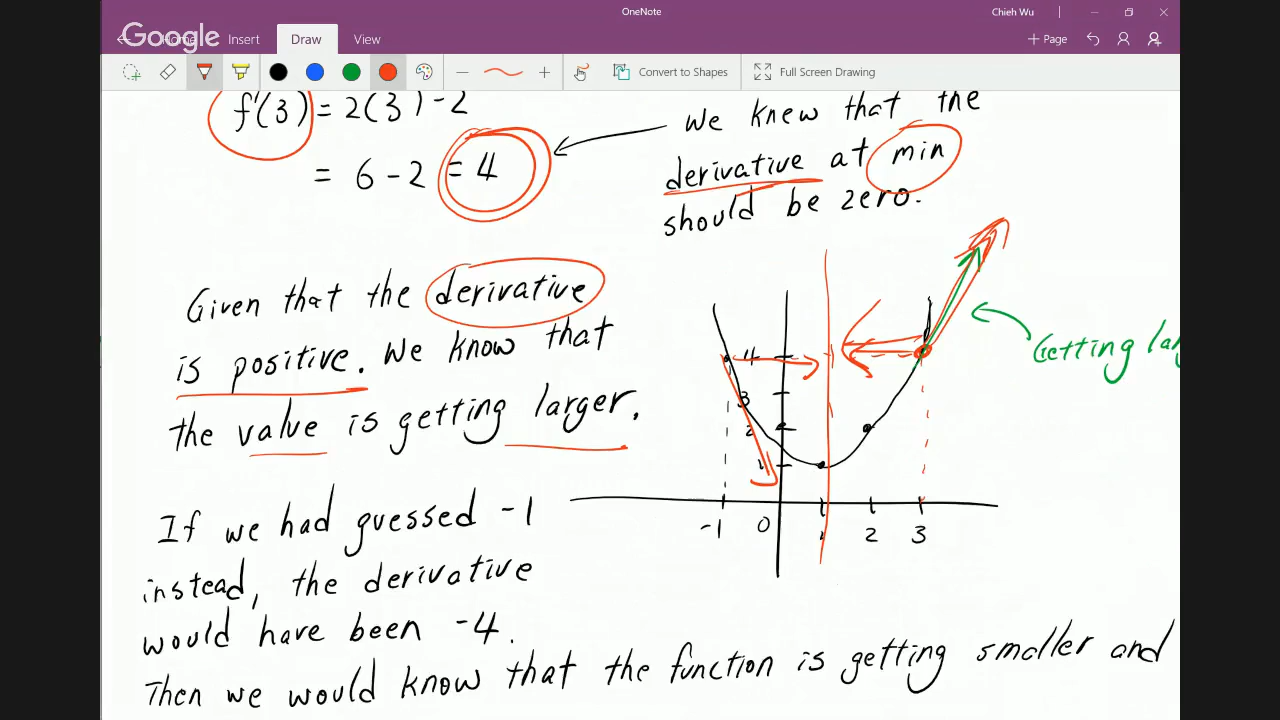 OneNote
Chieh Wu
Google
Insert
Draw
View
Page
Convert to Shapes
Full Screen Drawing
f'(3) = 2(3) - 2
= 6 - 2 = 4
We knew that the
derivative at min
should be zero.
Given that the derivative
is positive. We know that
the value is getting larger.
Getting lar
4
3
2
1
-1 0 1 2 3
If we had guessed -1
instead, the derivative
would have been -4.
Then we would know that the function is getting smaller and